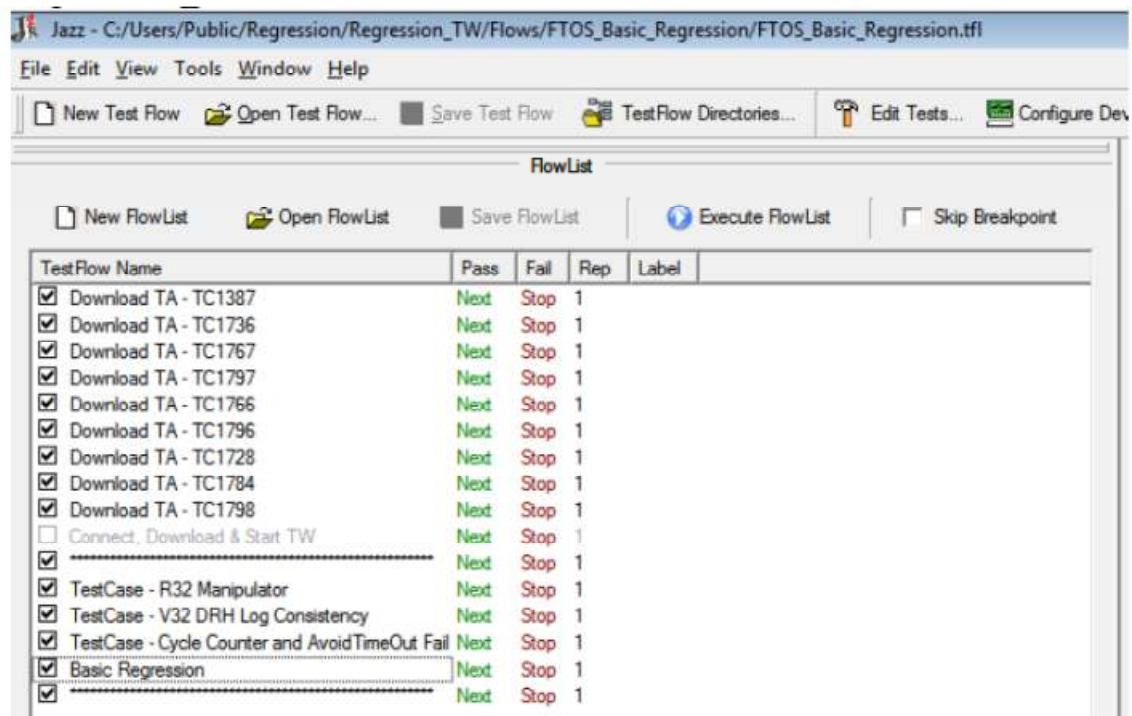 Jazz - C:/Users/Public/Regression/Regression_TW/Flows/FTOS_Basic_Regression/FTOS_Basic_Regression.tfl
File Edit View Tools Window Help
New Test Flow Open Test Flow... Save Test Flow TestFlow Directories... Edit Tests... Configure Dev
FlowList
New FlowList Open FlowList Save FlowList Execute FlowList Skip Breakpoint
TestFlow Name Pass Fail Rep Label
Download TA - TC1387 Next Stop 1
Download TA - TC1736 Next Stop 1
Download TA - TC1767 Next Stop 1
Download TA - TC1797 Next Stop 1
Download TA - TC1766 Next Stop 1
Download TA - TC1796 Next Stop 1
Download TA - TC1728 Next Stop 1
Download TA - TC1784 Next Stop 1
Download TA - TC1798 Next Stop 1
Connect, Download & Start TW Next Stop 1
******************************************************* Next Stop 1
TestCase - R32 Manipulator Next Stop 1
TestCase - V32 DRH Log Consistency Next Stop 1
TestCase - Cycle Counter and AvoidTimeOut Fail Next Stop 1
Basic Regression Next Stop 1
******************************************************* Next Stop 1